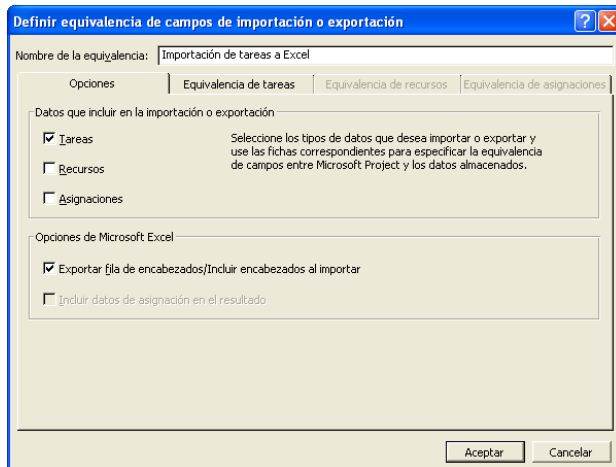 Definir equivalencia de campos de importación o exportación
Nombre de la equivalencia: Importación de tareas a Excel
Opciones Equivalencia de tareas Equivalencia de recursos Equivalencia de asignaciones
Datos que incluir en la importación o exportación
Tareas
Seleccione los tipos de datos que desea importar o exportar y
use las fichas correspondientes para especificar la equivalencia
de campos entre Microsoft Project y los datos almacenados.
Recursos
Asignaciones
Opciones de Microsoft Excel
Exportar fila de encabezados/Incluir encabezados al importar
Incluir datos de asignación en el resultado
Aceptar Cancelar